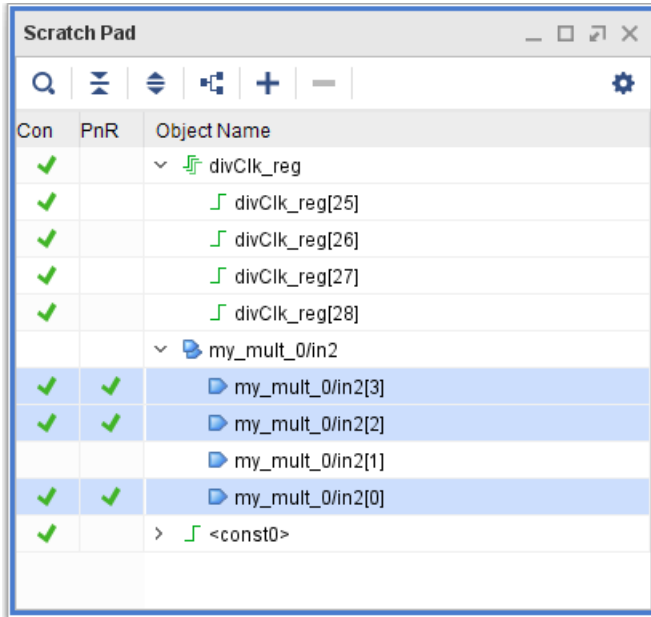 Scratch Pad
Con PnR Object Name
divClk_reg
divClk_reg[25]
divClk_reg[26]
divClk_reg[27]
divClk_reg[28]
my_mult_0/in2
my_mult_0/in2[3]
my_mult_0/in2[2]
my_mult_0/in2[1]
my_mult_0/in2[0]
<const0>